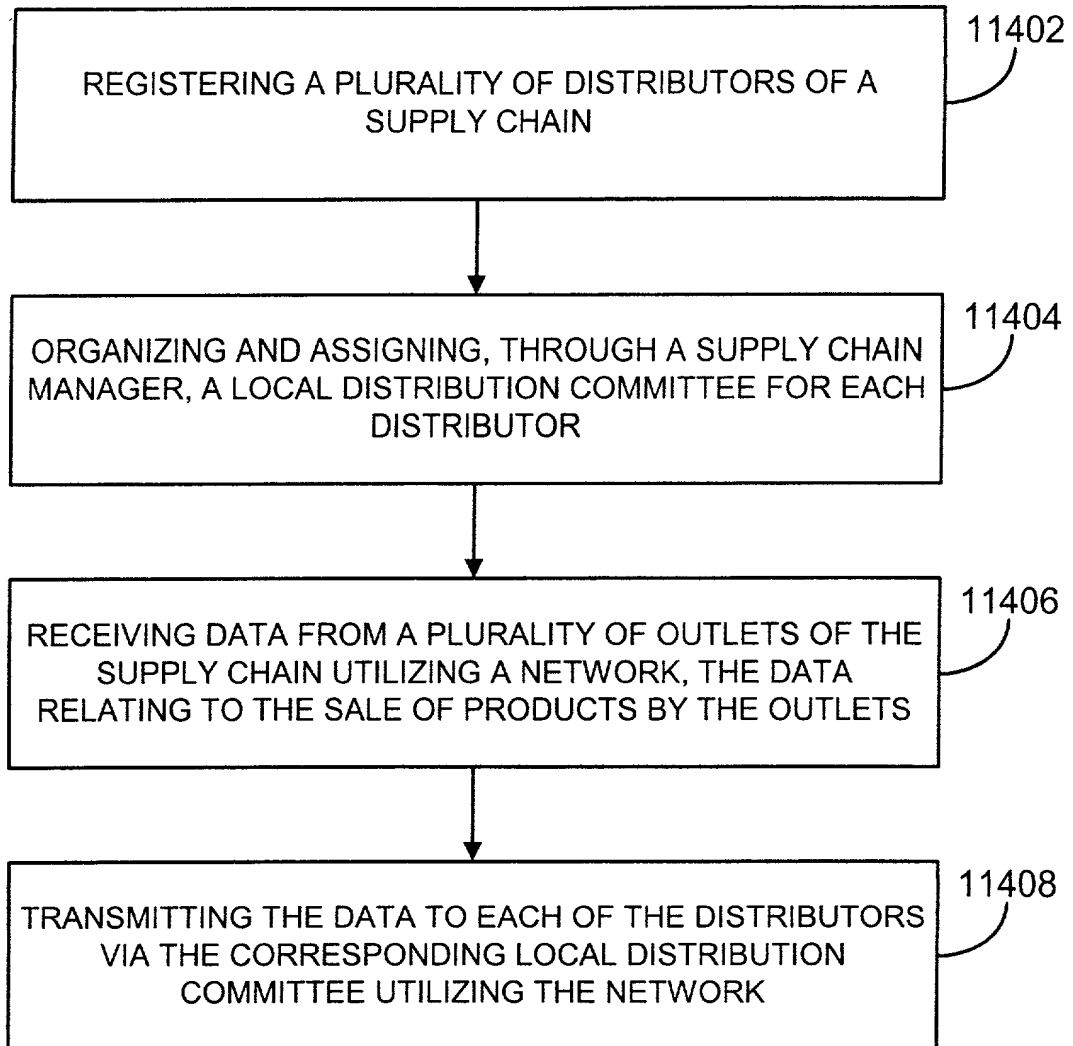 11402
REGISTERING A PLURALITY OF DISTRIBUTORS OF A
SUPPLY CHAIN
11404
ORGANIZING AND ASSIGNING, THROUGH A SUPPLY CHAIN
MANAGER, A LOCAL DISTRIBUTION COMMITTEE FOR EACH
DISTRIBUTOR
11406
RECEIVING DATA FROM A PLURALITY OF OUTLETS OF THE
SUPPLY CHAIN UTILIZING A NETWORK, THE DATA
RELATING TO THE SALE OF PRODUCTS BY THE OUTLETS
11408
TRANSMITTING THE DATA TO EACH OF THE DISTRIBUTORS
VIA THE CORRESPONDING LOCAL DISTRIBUTION
COMMITTEE UTILIZING THE NETWORK